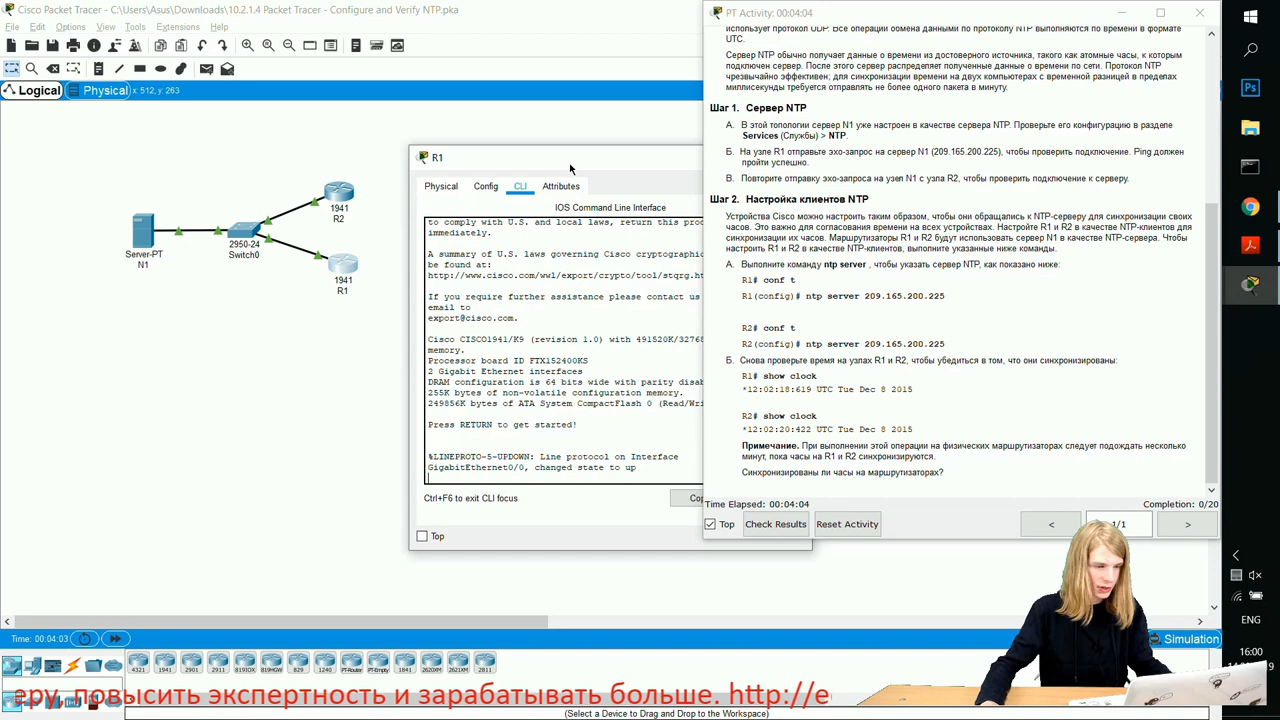 Cisco Packet Tracer - C:\Users\Asus\Downloads\10.2.1.4 Packet Tracer - Configure and Verify NTP.pka
File Edit Options View Tools Extensions Help
Logical Physical x: 512, y: 263
1941
R2
Server-PT
N1
2950-24
Switch0
1941
R1
R1
Physical Config CLI Attributes
IOS Command Line Interface
to comply with U.S. and local laws, return this pro
immediately.
A summary of U.S. laws governing Cisco cryptographi
be found at:
http://www.cisco.com/wwl/export/crypto/tool/stqrg.h
If you require further assistance please contact us
email to
export@cisco.com.
Cisco CISCO1941/K9 (revision 1.0) with 491520K/3276
memory.
Processor board ID FTX152400KS
2 Gigabit Ethernet interfaces
DRAM configuration is 64 bits wide with parity disa
255K bytes of non-volatile configuration memory.
249856K bytes of ATA System CompactFlash 0 (Read/Wr
Press RETURN to get started!
%LINEPROTO-5-UPDOWN: Line protocol on Interface
GigabitEthernet0/0, changed state to up
Ctrl+F6 to exit CLI focus
Top
PT Activity: 00:04:04
использует протокол UDP. Все операции обмена данными по протоколу NTP выполняются по времени в формате
UTC.
Сервер NTP обычно получает данные о времени из достоверного источника, такого как атомные часы, к которым
подключен сервер. После этого сервер распределяет полученные данные о времени по сети. Протокол NTP
чрезвычайно эффективен; для синхронизации времени на двух компьютерах с временной разницей в пределах
миллисекунды требуется отправлять не более одного пакета в минуту.
Шаг 1. Сервер NTP
А. В этой топологии сервер N1 уже настроен в качестве сервера NTP. Проверьте его конфигурацию в разделе
Services (Службы) > NTP.
Б. На узле R1 отправьте эхо-запрос на сервер N1 (209.165.200.225), чтобы проверить подключение. Ping должен
пройти успешно.
В. Повторите отправку эхо-запроса на узел N1 с узла R2, чтобы проверить подключение к серверу.
Шаг 2. Настройка клиентов NTP
Устройства Cisco можно настроить таким образом, чтобы они обращались к NTP-серверу для синхронизации своих
часов. Это важно для согласования времени на всех устройствах. Настройте R1 и R2 в качестве NTP-клиентов для
синхронизации их часов. Маршрутизаторы R1 и R2 будут использовать сервер N1 в качестве NTP-сервера. Чтобы
настроить R1 и R2 в качестве NTP-клиентов, выполните указанные ниже команды.
А. Выполните команду ntp server , чтобы указать сервер NTP, как показано ниже:
R1# conf t
R1(config)# ntp server 209.165.200.225
R2# conf t
R2(config)# ntp server 209.165.200.225
Б. Снова проверьте время на узлах R1 и R2, чтобы убедиться в том, что они синхронизированы:
R1# show clock
*12:02:18:619 UTC Tue Dec 8 2015
R2# show clock
*12:02:20:422 UTC Tue Dec 8 2015
Примечание. При выполнении этой операции на физических маршрутизаторах следует подождать несколько
минут, пока часы на R1 и R2 синхронизируются.
Синхронизированы ли часы на маршрутизаторах?
Time Elapsed: 00:04:04 Completion: 0/20
Top Check Results Reset Activity < 1/1 >
ENG
16:00
Time: 00:04:03
Simulation
4321 1941 2901 2911 819IOX 819HGW 829 1240 PT-Router PT-Empty 1841 2620XM 2621XM 2811
еру, повысить экспертность и зарабатывать больше. http://e
(Select a Device to Drag and Drop to the Workspace)